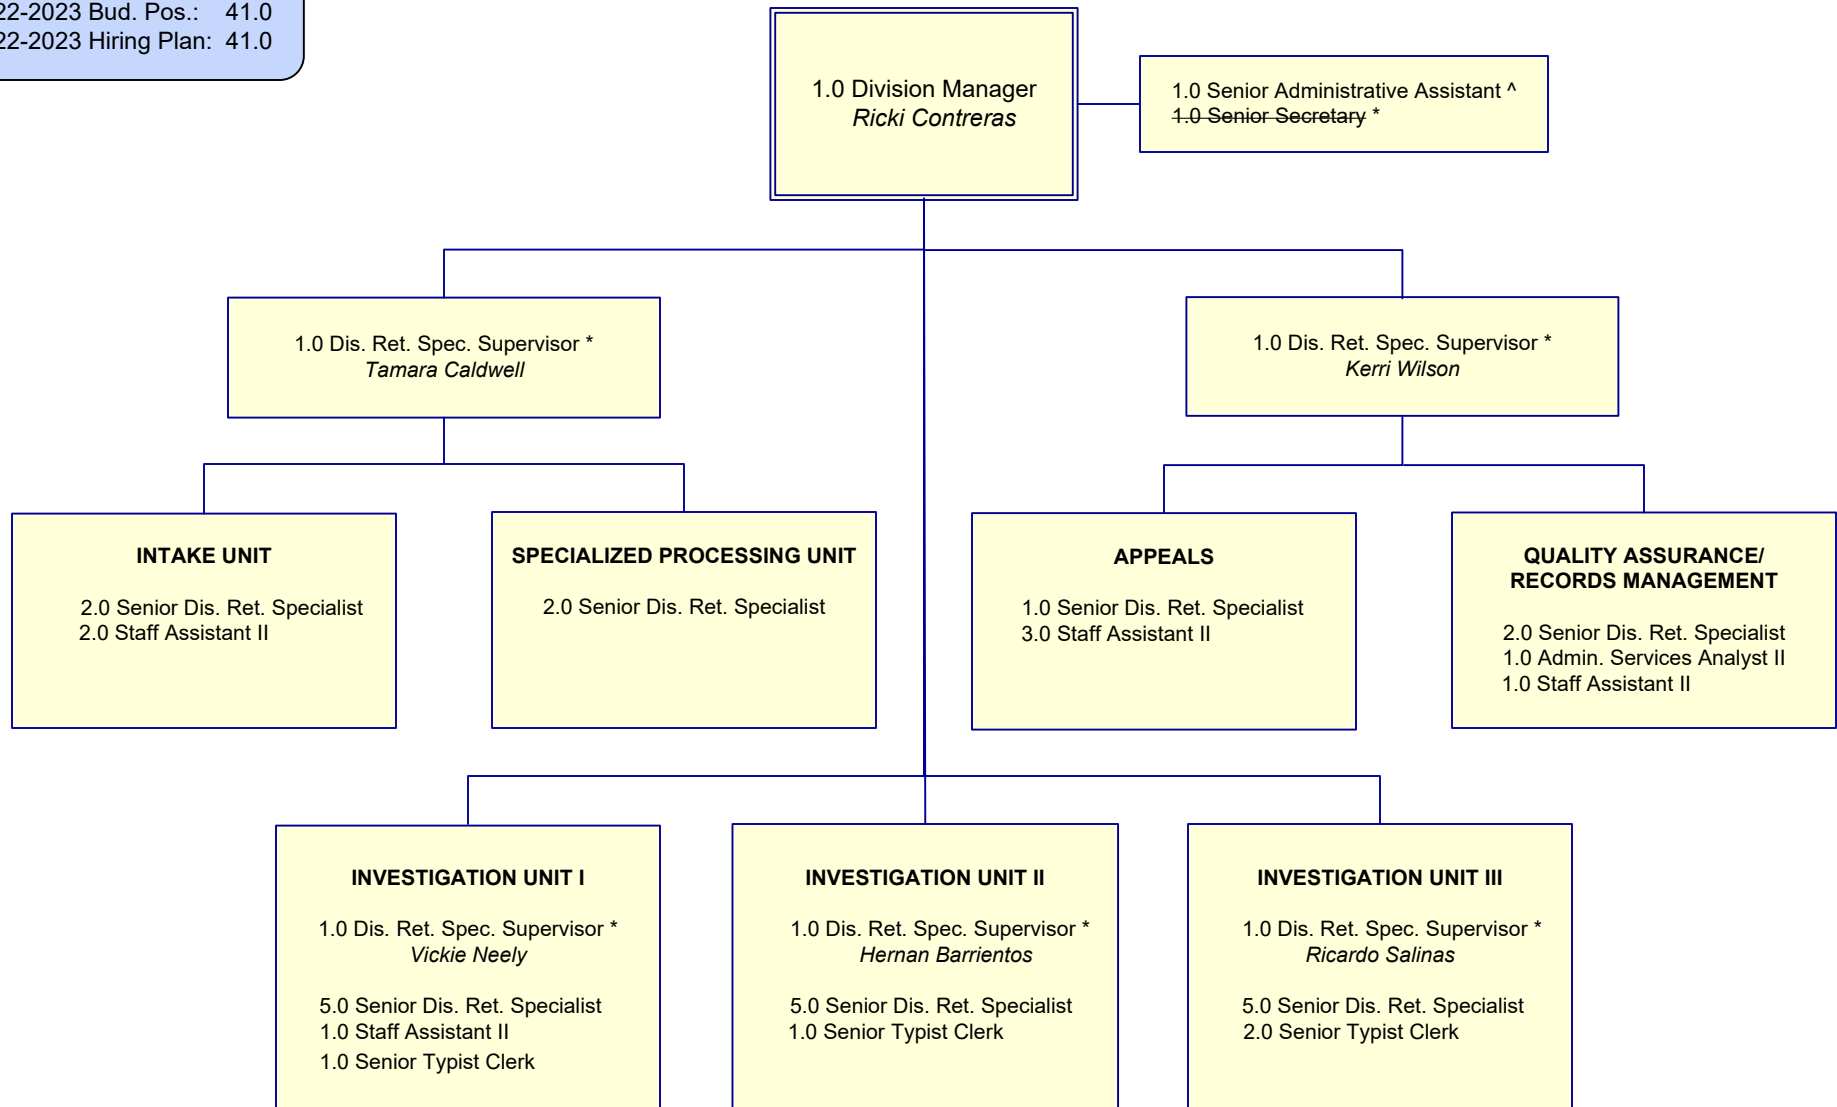 22-2023 Bud. Pos.: 41.0
22-2023 Hiring Plan: 41.0
1.0 Division Manager
Ricki Contreras
1.0 Senior Administrative Assistant ^
1.0 Senior Secretary *
1.0 Dis. Ret. Spec. Supervisor *
Tamara Caldwell
1.0 Dis. Ret. Spec. Supervisor *
Kerri Wilson
INTAKE UNIT
2.0 Senior Dis. Ret. Specialist
2.0 Staff Assistant II
SPECIALIZED PROCESSING UNIT
2.0 Senior Dis. Ret. Specialist
APPEALS
1.0 Senior Dis. Ret. Specialist
3.0 Staff Assistant II
QUALITY ASSURANCE/
RECORDS MANAGEMENT
2.0 Senior Dis. Ret. Specialist
1.0 Admin. Services Analyst II
1.0 Staff Assistant II
INVESTIGATION UNIT I
1.0 Dis. Ret. Spec. Supervisor *
Vickie Neely
5.0 Senior Dis. Ret. Specialist
1.0 Staff Assistant II
1.0 Senior Typist Clerk
INVESTIGATION UNIT II
1.0 Dis. Ret. Spec. Supervisor *
Hernan Barrientos
5.0 Senior Dis. Ret. Specialist
1.0 Senior Typist Clerk
INVESTIGATION UNIT III
1.0 Dis. Ret. Spec. Supervisor *
Ricardo Salinas
5.0 Senior Dis. Ret. Specialist
2.0 Senior Typist Clerk